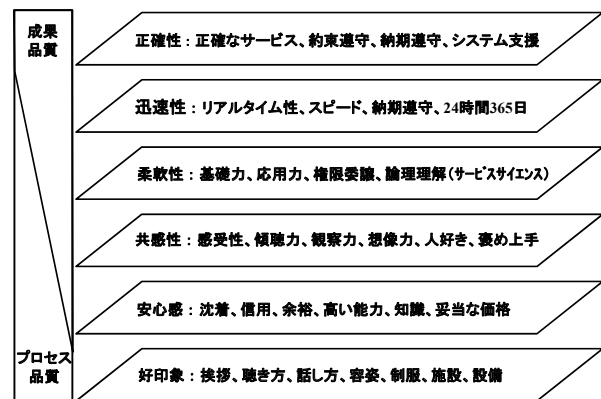 成果
品質
正確性：正確なサービス、約束遵守、納期遵守、システム支援
迅速性：リアルタイム性、スピード、納期遵守、24時間365日
柔軟性：基礎力、応用力、権限委譲、論理理解(サービスサイエンス)
共感性：感受性、傾聴力、観察力、想像力、人好き、褒め上手
安心感：沈着、信用、余裕、高い能力、知識、妥当な価格
プロセス
品質
好印象：挨拶、聴き方、話し方、容姿、制服、施設、設備